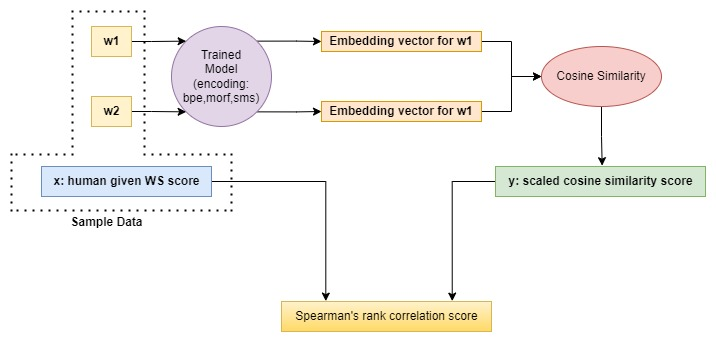 w1
Embedding vector for w1
Trained
Model
(encoding:
bpe,morf,sms)
Cosine Similarity
w2
Embedding vector for w1
x: human given WS score
y: scaled cosine similarity score
Sample Data
Spearman's rank correlation score